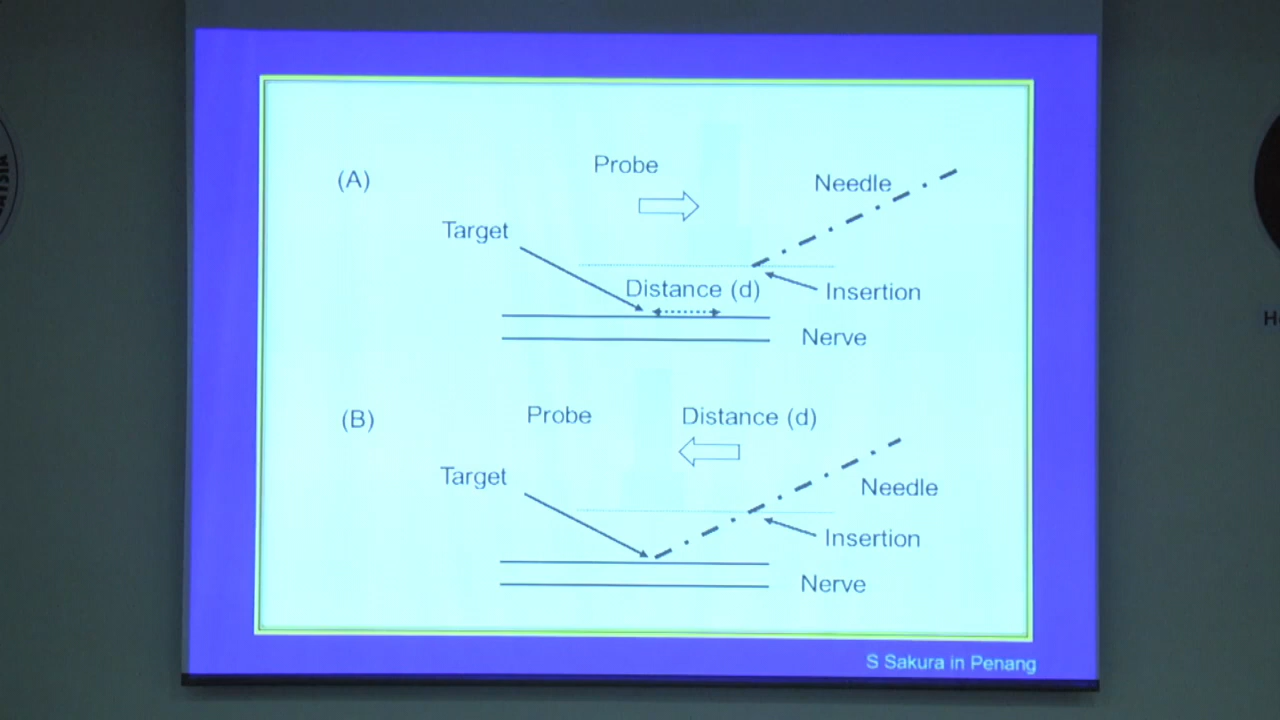 (A)
Probe
Needle
Target
Distance (d)
Insertion
Nerve
(B)
Probe
Distance (d)
Target
Needle
Insertion
Nerve
S Sakura in Penang